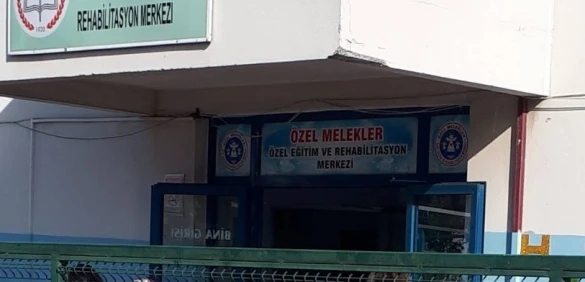 REHABİLİTASYON MERKEZİ
ÖZEL MELEKLER
ÖZEL EĞİTİM VE REHABİLİTASYON
MERKEZİ
BİNA GİRİŞİ